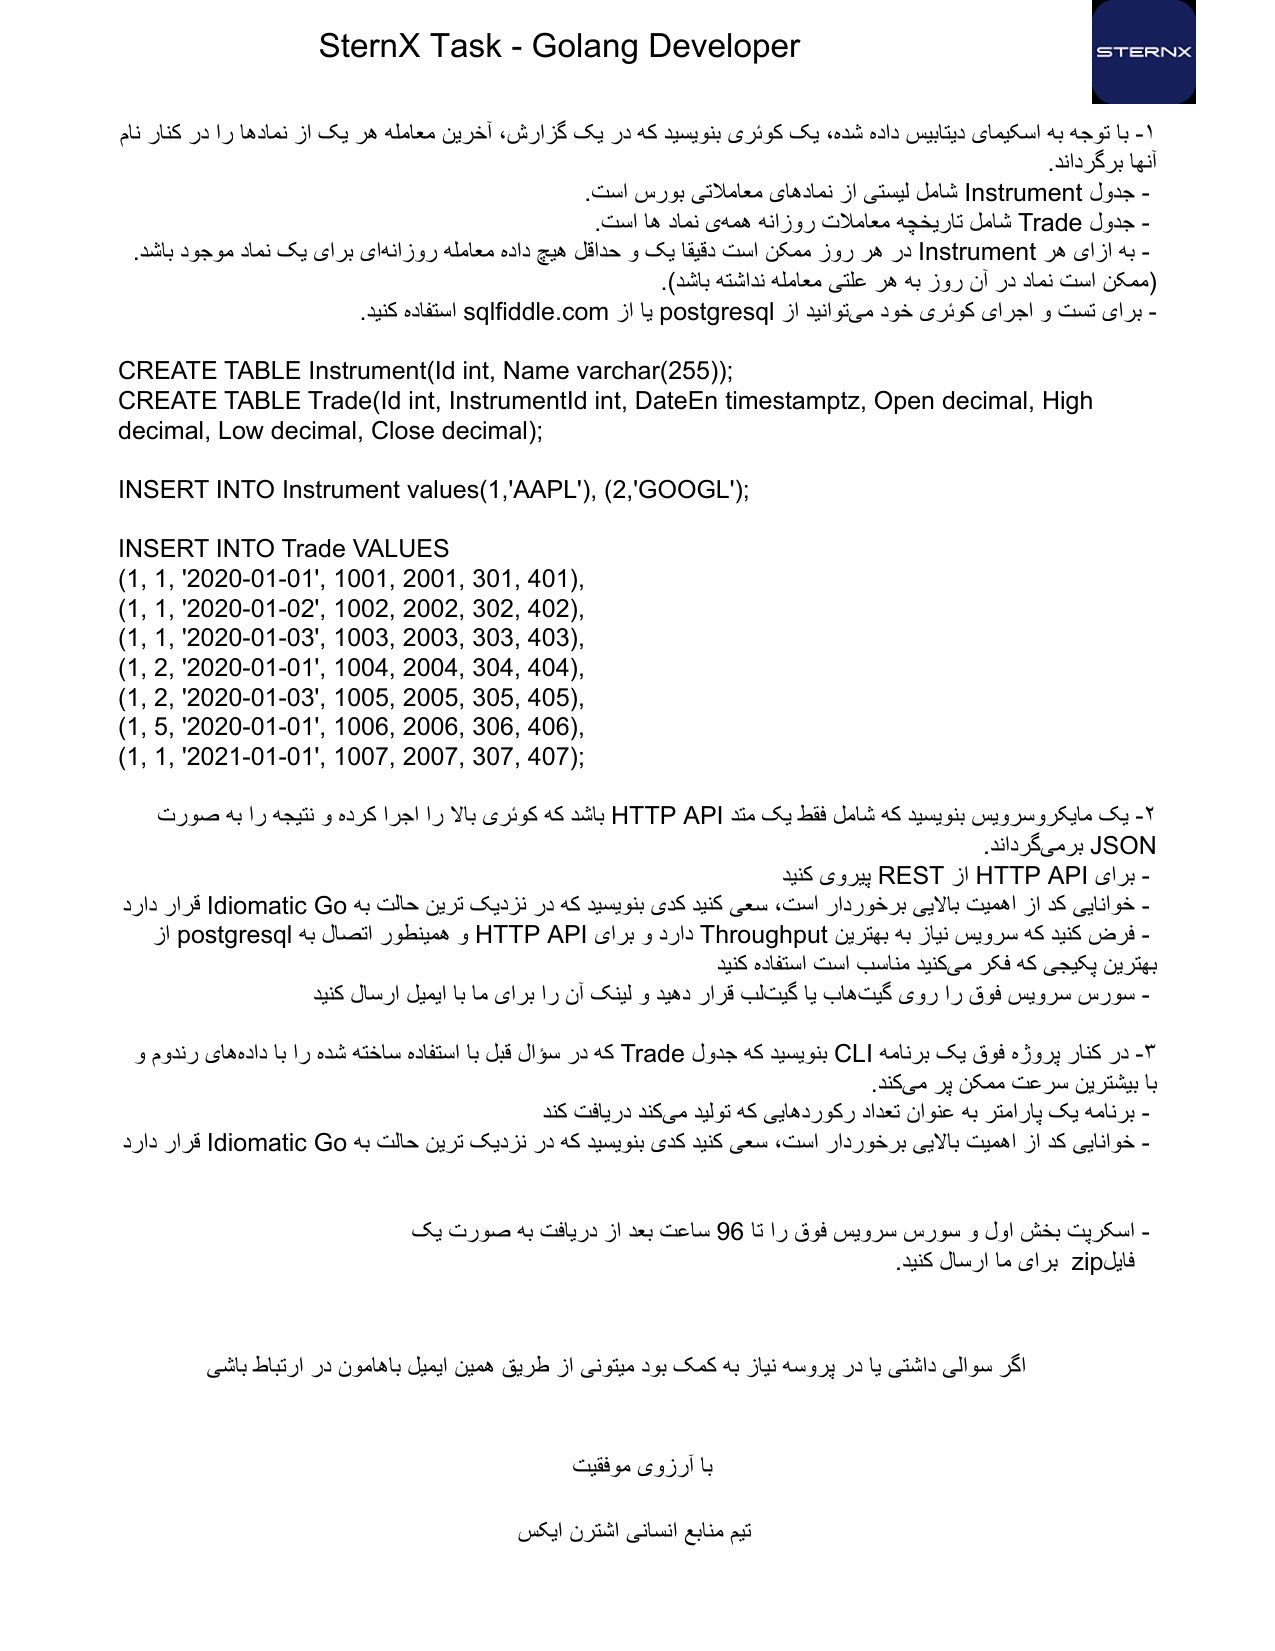 SternX Task - Golang Developer
STERNX
۱- با توجه به اسکیمای دیتابیس داده شده، یک کوئری بنویسید که در یک گزارش، آخرین معامله هر یک از نمادها را در کنار نام
آنها برگرداند.
- جدول Instrument شامل لیستی از نمادهای معاملاتی بورس است.
- جدول Trade شامل تاریخچه معاملات روزانه همه‌ی نماد ها است.
- به ازای هر Instrument در هر روز ممکن است دقیقا یک و حداقل هیچ داده معامله روزانه‌ای برای یک نماد موجود باشد.
(ممکن است نماد در آن روز به هر علتی معامله نداشته باشد).
- برای تست و اجرای کوئری خود می‌توانید از postgresql یا از sqlfiddle.com استفاده کنید.
CREATE TABLE Instrument(Id int, Name varchar(255));
CREATE TABLE Trade(Id int, InstrumentId int, DateEn timestamptz, Open decimal, High
decimal, Low decimal, Close decimal);
INSERT INTO Instrument values(1,'AAPL'), (2,'GOOGL');
INSERT INTO Trade VALUES
(1, 1, '2020-01-01', 1001, 2001, 301, 401),
(1, 1, '2020-01-02', 1002, 2002, 302, 402),
(1, 1, '2020-01-03', 1003, 2003, 303, 403),
(1, 2, '2020-01-01', 1004, 2004, 304, 404),
(1, 2, '2020-01-03', 1005, 2005, 305, 405),
(1, 5, '2020-01-01', 1006, 2006, 306, 406),
(1, 1, '2021-01-01', 1007, 2007, 307, 407);
۲- یک مایکروسرویس بنویسید که شامل فقط یک متد HTTP API باشد که کوئری بالا را اجرا کرده و نتیجه را به صورت
JSON برمی‌گرداند.
- برای HTTP API از REST پیروی کنید
- خوانایی کد از اهمیت بالایی برخوردار است، سعی کنید کدی بنویسید که در نزدیک ترین حالت به Idiomatic Go قرار دارد
- فرض کنید که سرویس نیاز به بهترین Throughput دارد و برای HTTP API و همینطور اتصال به postgresql از
بهترین پکیجی که فکر می‌کنید مناسب است استفاده کنید
- سورس سرویس فوق را روی گیت‌هاب یا گیت‌لب قرار دهید و لینک آن را برای ما با ایمیل ارسال کنید
۳- در کنار پروژه فوق یک برنامه CLI بنویسید که جدول Trade که در سؤال قبل با استفاده ساخته شده را با داده‌های رندوم و
با بیشترین سرعت ممکن پر می‌کند.
- برنامه یک پارامتر به عنوان تعداد رکوردهایی که تولید می‌کند دریافت کند
- خوانایی کد از اهمیت بالایی برخوردار است، سعی کنید کدی بنویسید که در نزدیک ترین حالت به Idiomatic Go قرار دارد
- اسکریپت بخش اول و سورس سرویس فوق را تا 96 ساعت بعد از دریافت به صورت یک
فایلzip برای ما ارسال کنید.
اگر سوالی داشتی یا در پروسه نیاز به کمک بود میتونی از طریق همین ایمیل باهامون در ارتباط باشی
با آرزوی موفقیت
تیم منابع انسانی اشترن ایکس